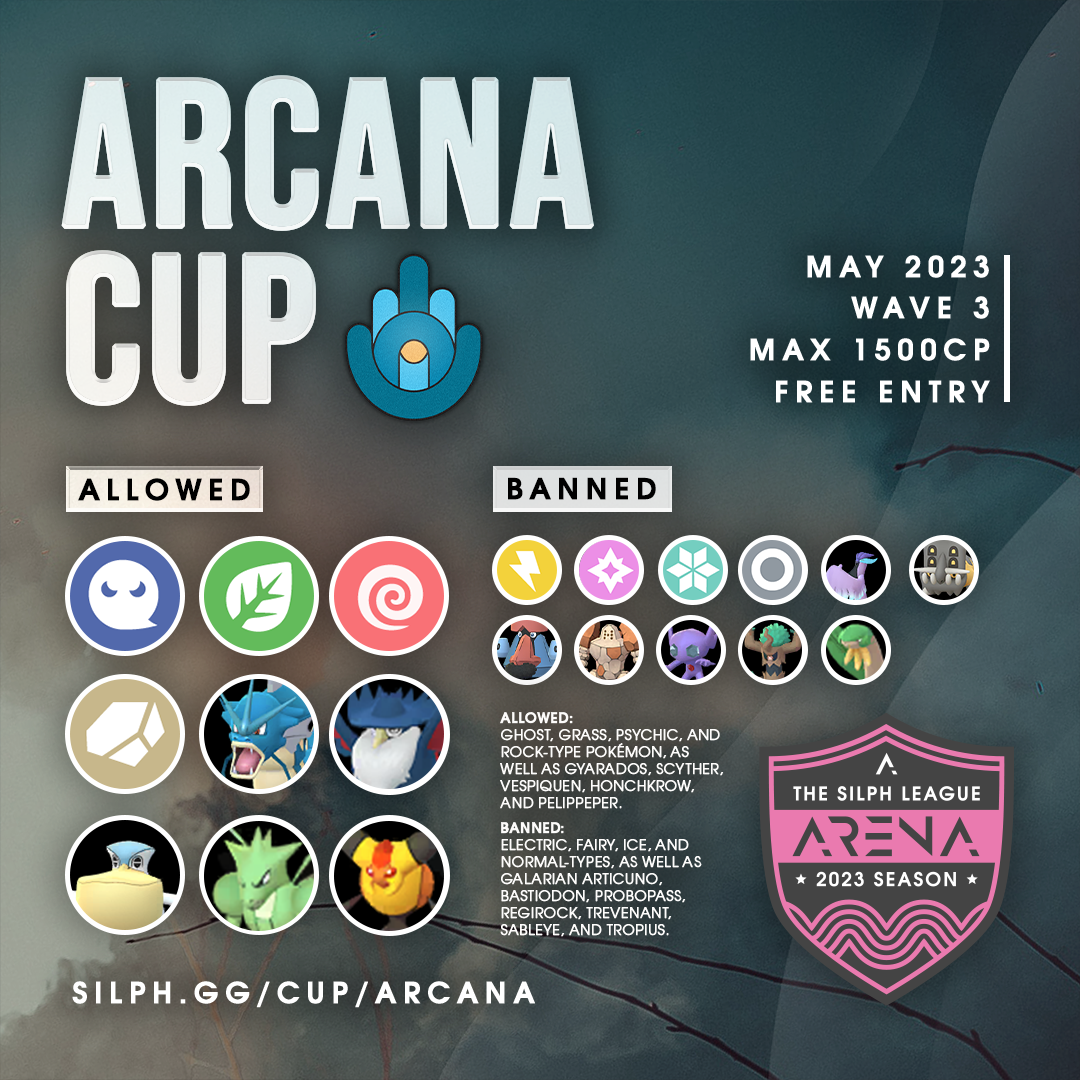 ARCANA
CUP
MAY 2023
WAVE 3
MAX 1500CP
FREE ENTRY
ALLOWED
BANNED
ALLOWED:
GHOST, GRASS, PSYCHIC, AND
ROCK-TYPE POKÉMON, AS
WELL AS GYARADOS, SCYTHER,
VESPIQUEN, HONCHKROW,
AND PELIPPEPER.
BANNED:
ELECTRIC, FAIRY, ICE, AND
NORMAL-TYPES, AS WELL AS
GALARIAN ARTICUNO,
BASTIODON, PROBOPASS,
REGIROCK, TREVENANT,
SABLEYE, AND TROPIUS.
THE SILPH LEAGUE
ARENA
★ 2023 SEASON ★
SILPH.GG/CUP/ARCANA